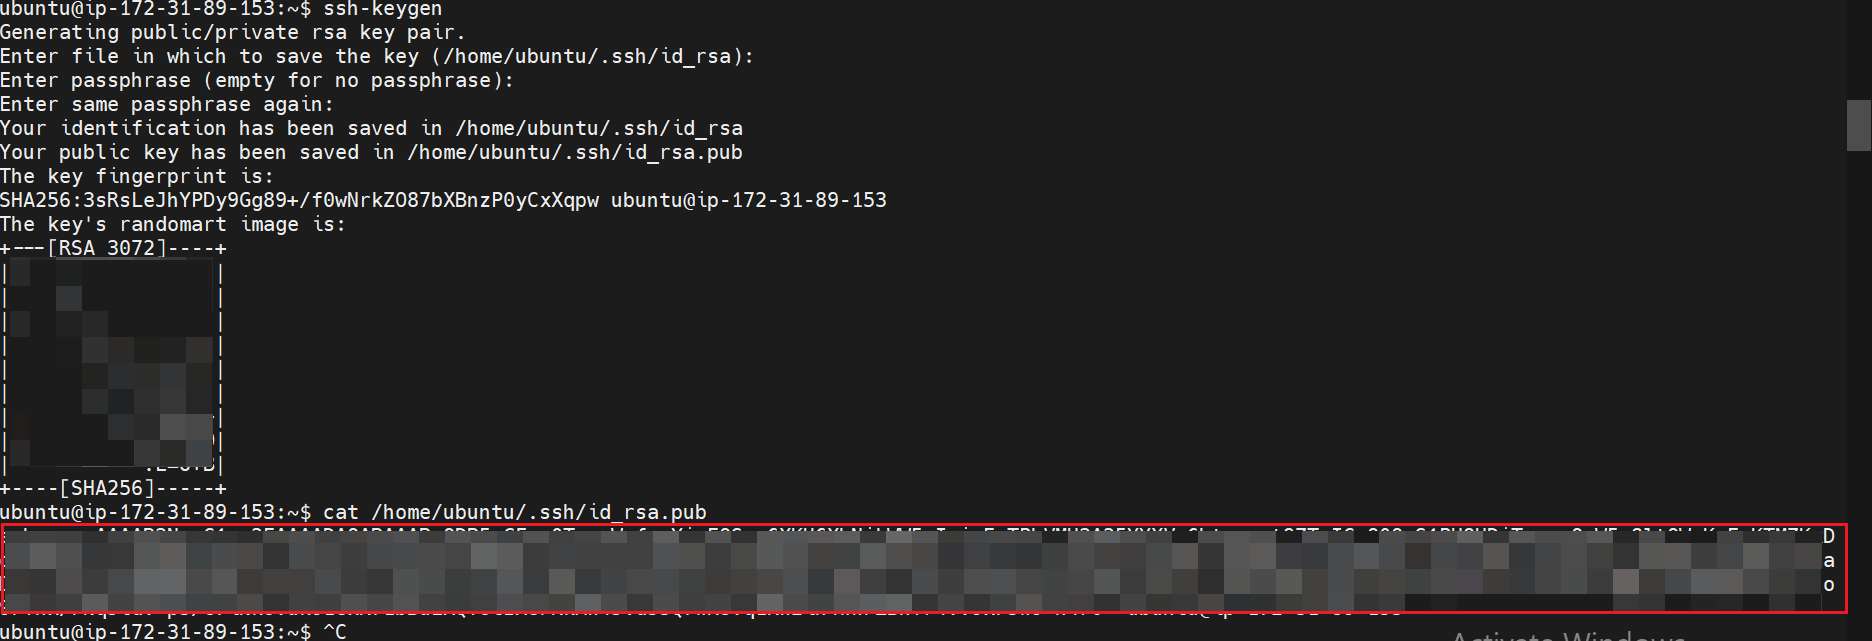 ubuntu@ip-172-31-89-153:~$ ssh-keygen
Generating public/private rsa key pair.
Enter file in which to save the key (/home/ubuntu/.ssh/id_rsa):
Enter passphrase (empty for no passphrase):
Enter same passphrase again:
Your identification has been saved in /home/ubuntu/.ssh/id_rsa
Your public key has been saved in /home/ubuntu/.ssh/id_rsa.pub
The key fingerprint is:
SHA256:3sRsLeJhYPDy9Gg89+/f0wNrkZO87bXBnzP0yCxXqpw ubuntu@ip-172-31-89-153
The key's randomart image is:
+---[RSA 3072]----+
+----[SHA256]-----+
ubuntu@ip-172-31-89-153:~$ cat /home/ubuntu/.ssh/id_rsa.pub
D
a
o
ubuntu@ip-172-31-89-153:~$ ^C
Activate Windows